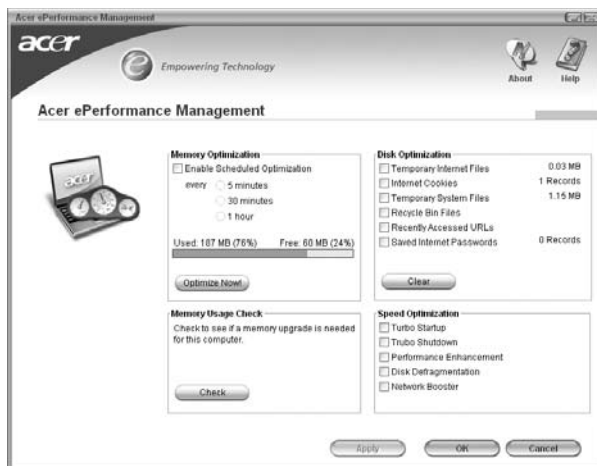 Acer ePerformance Management
acer
e
Empowering Technology
About
Help
Acer ePerformance Management
acer
Memory Optimization
Enable Scheduled Optimization
every
5 minutes
30 minutes
1 hour
Used: 187 MB (76%) Free: 60 MB (24%)
Optimize Now!
Disk Optimization
Temporary Internet Files 0.03 MB
Internet Cookies 1 Records
Temporary System Files 1.15 MB
Recycle Bin Files
Recently Accessed URLs
Saved Internet Passwords 0 Records
Clear
Memory Usage Check
Check to see if a memory upgrade is needed
for this computer.
Check
Speed Optimization
Turbo Startup
Trubo Shutdown
Performance Enhancement
Disk Defragmentation
Network Booster
Apply OK Cancel